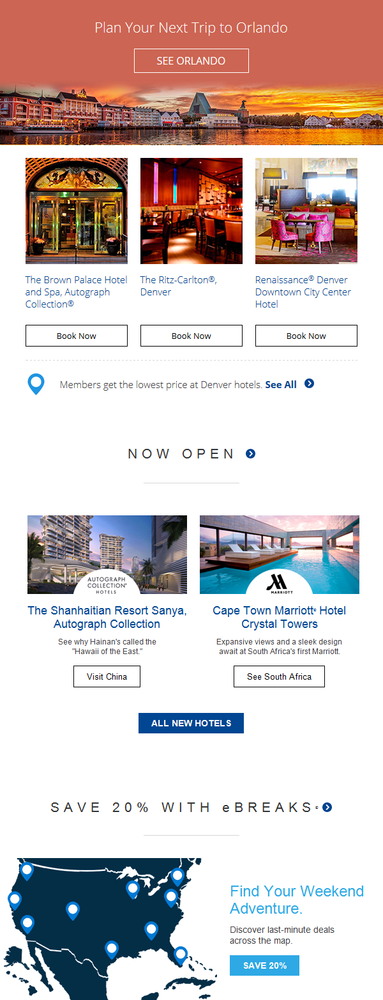 Plan Your Next Trip to Orlando
SEE ORLANDO
The Brown Palace Hotel
and Spa, Autograph
Collection®
The Ritz-Carlton®,
Denver
Renaissance® Denver
Downtown City Center
Hotel
Book Now
Book Now
Book Now
Members get the lowest price at Denver hotels. See All
NOW OPEN
AUTOGRAPH
COLLECTION®
HOTELS
MARRIOTT
The Shanhaitian Resort Sanya,
Autograph Collection
Cape Town Marriott® Hotel
Crystal Towers
See why Hainan's called the
"Hawaii of the East."
Expansive views and a sleek design
await at South Africa's first Marriott.
Visit China
See South Africa
ALL NEW HOTELS
SAVE 20% WITH eBREAKS®
Find Your Weekend
Adventure.
Discover last-minute deals
across the map.
SAVE 20%